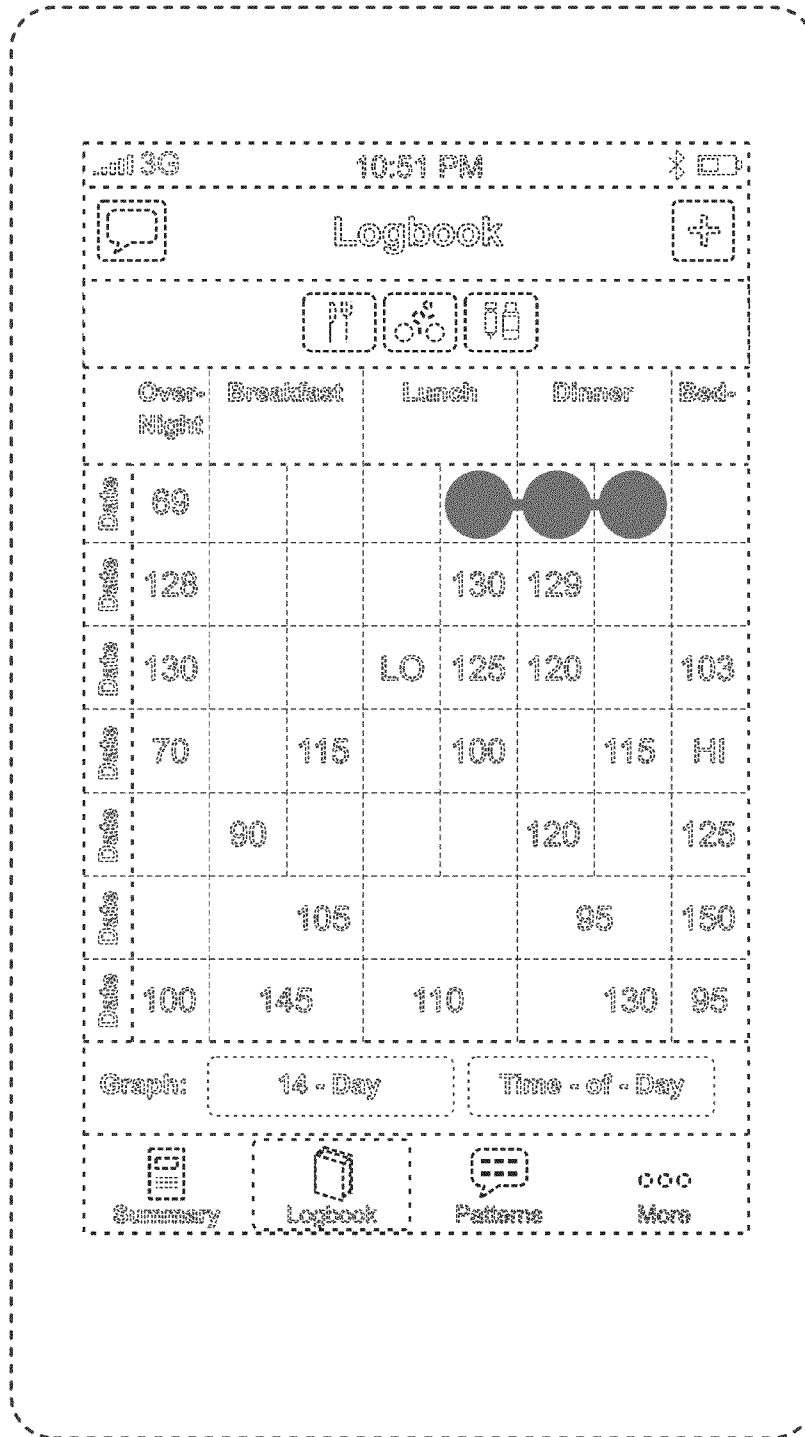 3G 10:51 PM
Logbook
Over- Breakfast Lunch Dinner Bed-
Night
Date 69
Date 128 130 129
Date 130 LO 125 120 103
Date 70 115 100 115 HI
Date 90 120 125
Date 105 95 150
Date 100 145 110 130 95
Graph: 14 - Day Time - of - Day
Summary Logbook Patterns More